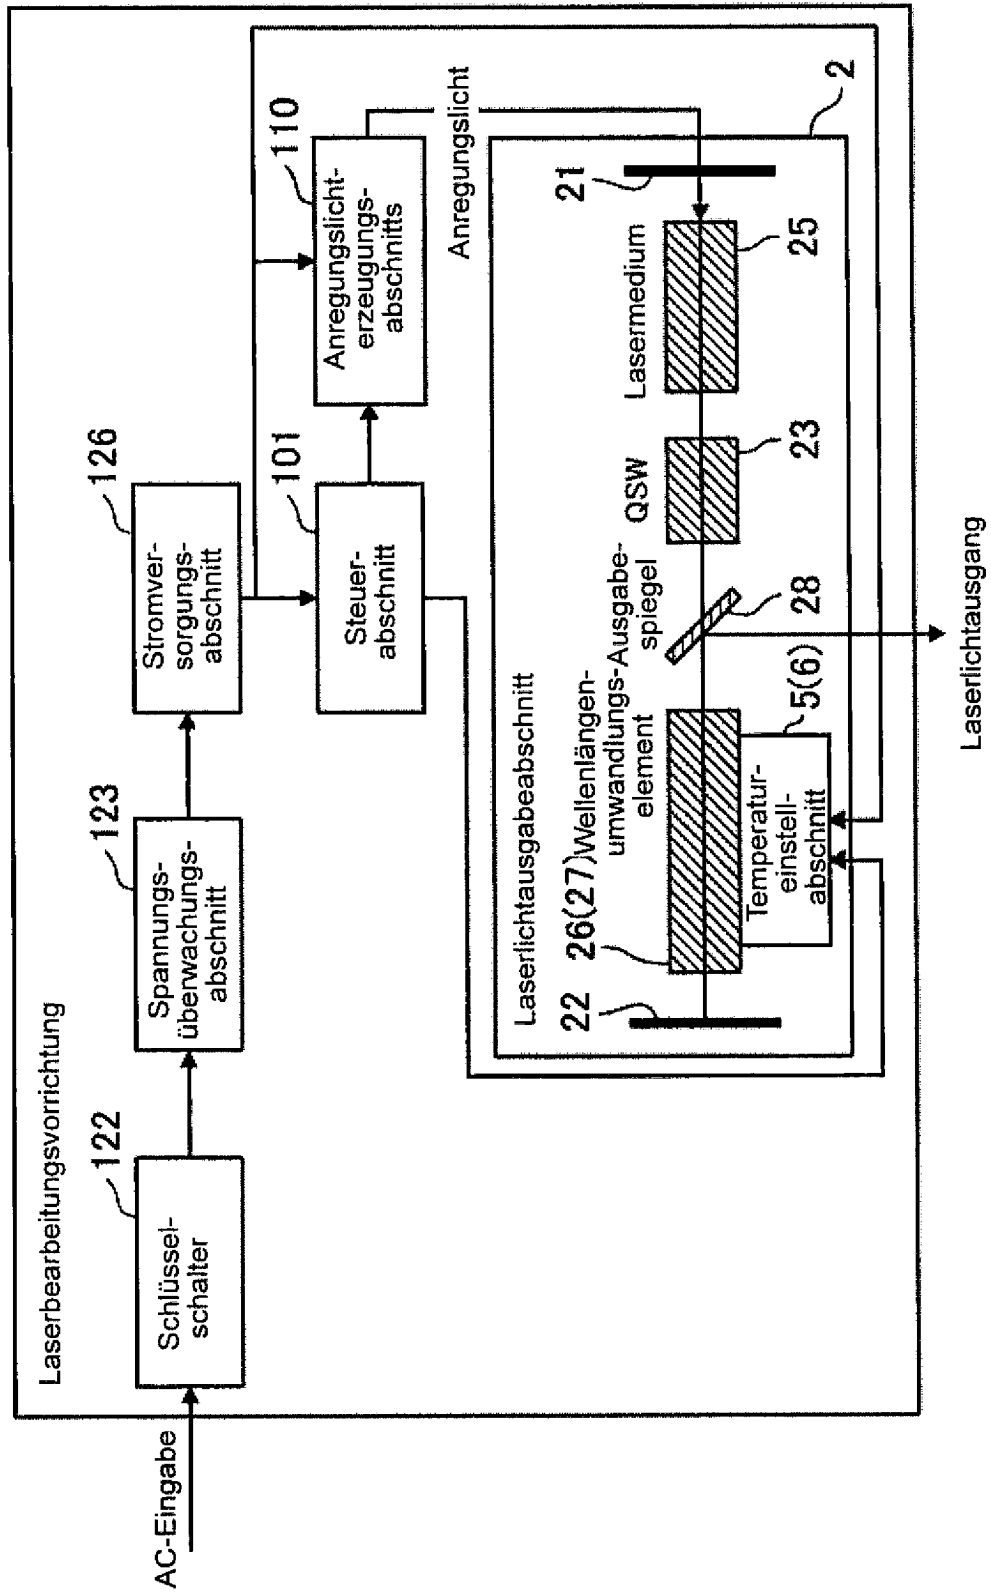 Laserbearbeitungsvorrichtung
AC-Eingabe
122
Schlüssel-
schalter
123
Spannungs-
überwachungs-
abschnitt
126
Stromver-
sorgungs-
abschnitt
101
Steuer-
abschnitt
110
Anregungslicht-
erzeugungs-
abschnitts
Anregungslicht
2
Laserlichtausgabeabschnitt
22
26(27)
Wellenlängen-
umwandlungs-
element
Ausgabe-
spiegel
QSW
Lasermedium
21
25
23
28
5(6)
Temperatur-
einstell-
abschnitt
Laserlichtausgang